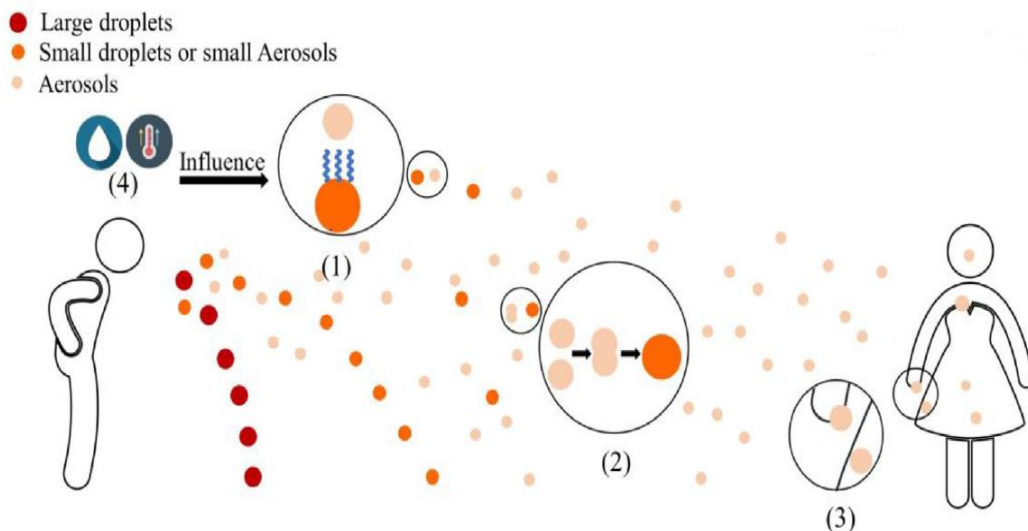 Large droplets
Small droplets or small Aerosols
Aerosols
Influence
(4)
(1)
(2)
(3)